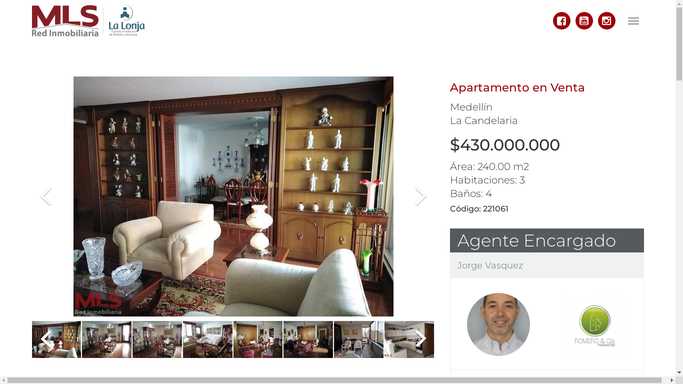 MLS
Red Inmobiliaria
La Lonja
Apartamento en Venta
Medellín
La Candelaria
$430.000.000
Área: 240.00 m2
Habitaciones: 3
Baños: 4
Código: 221061
Agente Encargado
Jorge Vasquez
MLS
Red Inmobiliaria